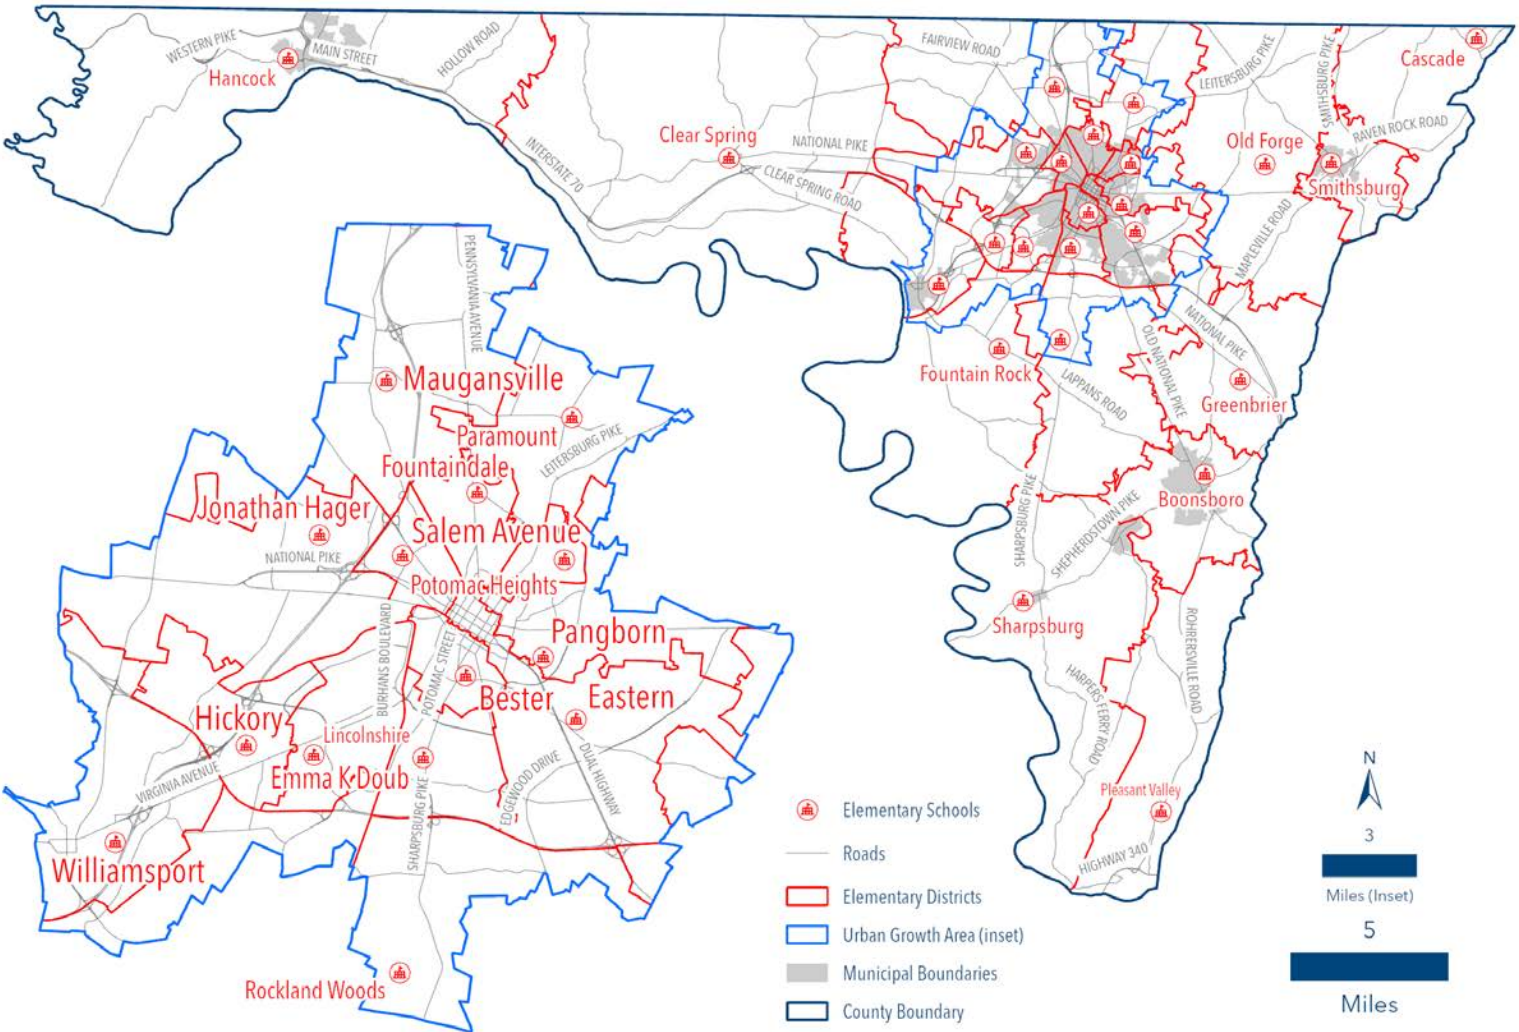 WESTERN PIKE
MAIN STREET
HOLLOW ROAD
Hancock
INTERSTATE 70
Clear Spring
NATIONAL PIKE
CLEAR SPRING ROAD
FAIRVIEW ROAD
LEITERSBURG PIKE
SMITHSBURG PIKE
Cascade
RAVEN ROCK ROAD
Old Forge
Smithsburg
MAPLEVILLE ROAD
NATIONAL PIKE
OLD NATIONAL PIKE
Fountain Rock
LAPPANS ROAD
Greenbrier
SHARPSBURG PIKE
SHEPHERDSTOWN PIKE
Boonsboro
Sharpsburg
HARPERS FERRY ROAD
ROHRERSVILLE ROAD
Pleasant Valley
HIGHWAY 340
PENNSYLVANIA AVENUE
Maugansville
Paramount
LEITERSBURG PIKE
Fountaindale
Jonathan Hager
Salem Avenue
NATIONAL PIKE
Potomac Heights
BURHANS BOULEVARD
POTOMAC STREET
Pangborn
Bester
Eastern
Hickory
Lincolnshire
Emma K Doub
VIRGINIA AVENUE
SHARPSBURG PIKE
EDGEWOOD DRIVE
DUAL HIGHWAY
Williamsport
Rockland Woods
Elementary Schools
Roads
Elementary Districts
Urban Growth Area (inset)
Municipal Boundaries
County Boundary
N
3
Miles (Inset)
5
Miles